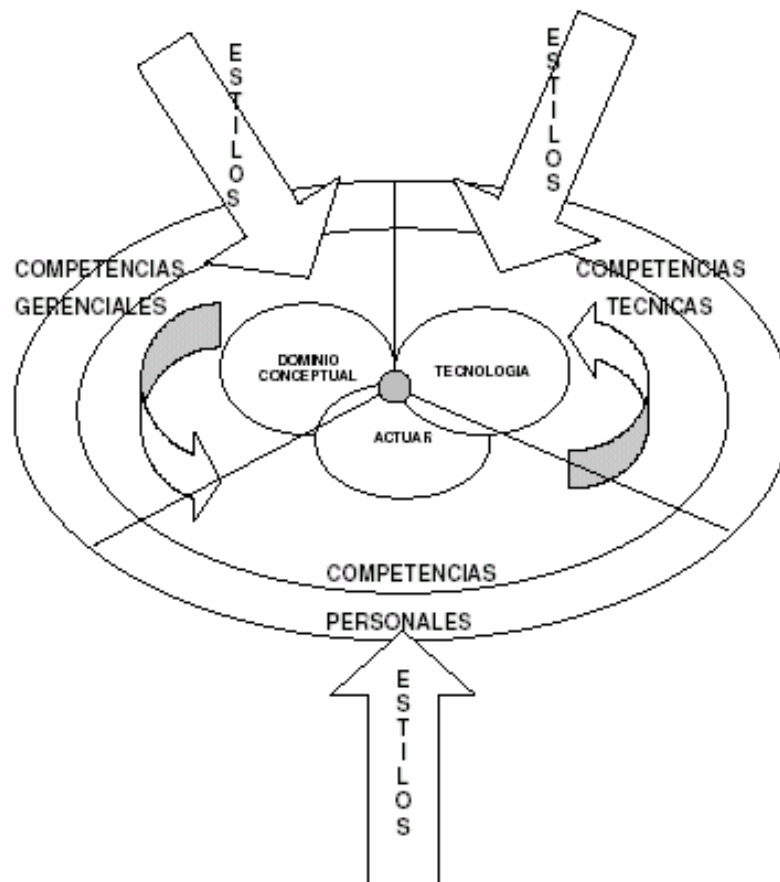 ESTILOS
ESTILOS
COMPETENCIAS
GERENCIALES
COMPETENCIAS
TECNICAS
DOMINIO
CONCEPTUAL
TECNOLOGIA
ACTUAR
COMPETENCIAS
PERSONALES
ESTILOS